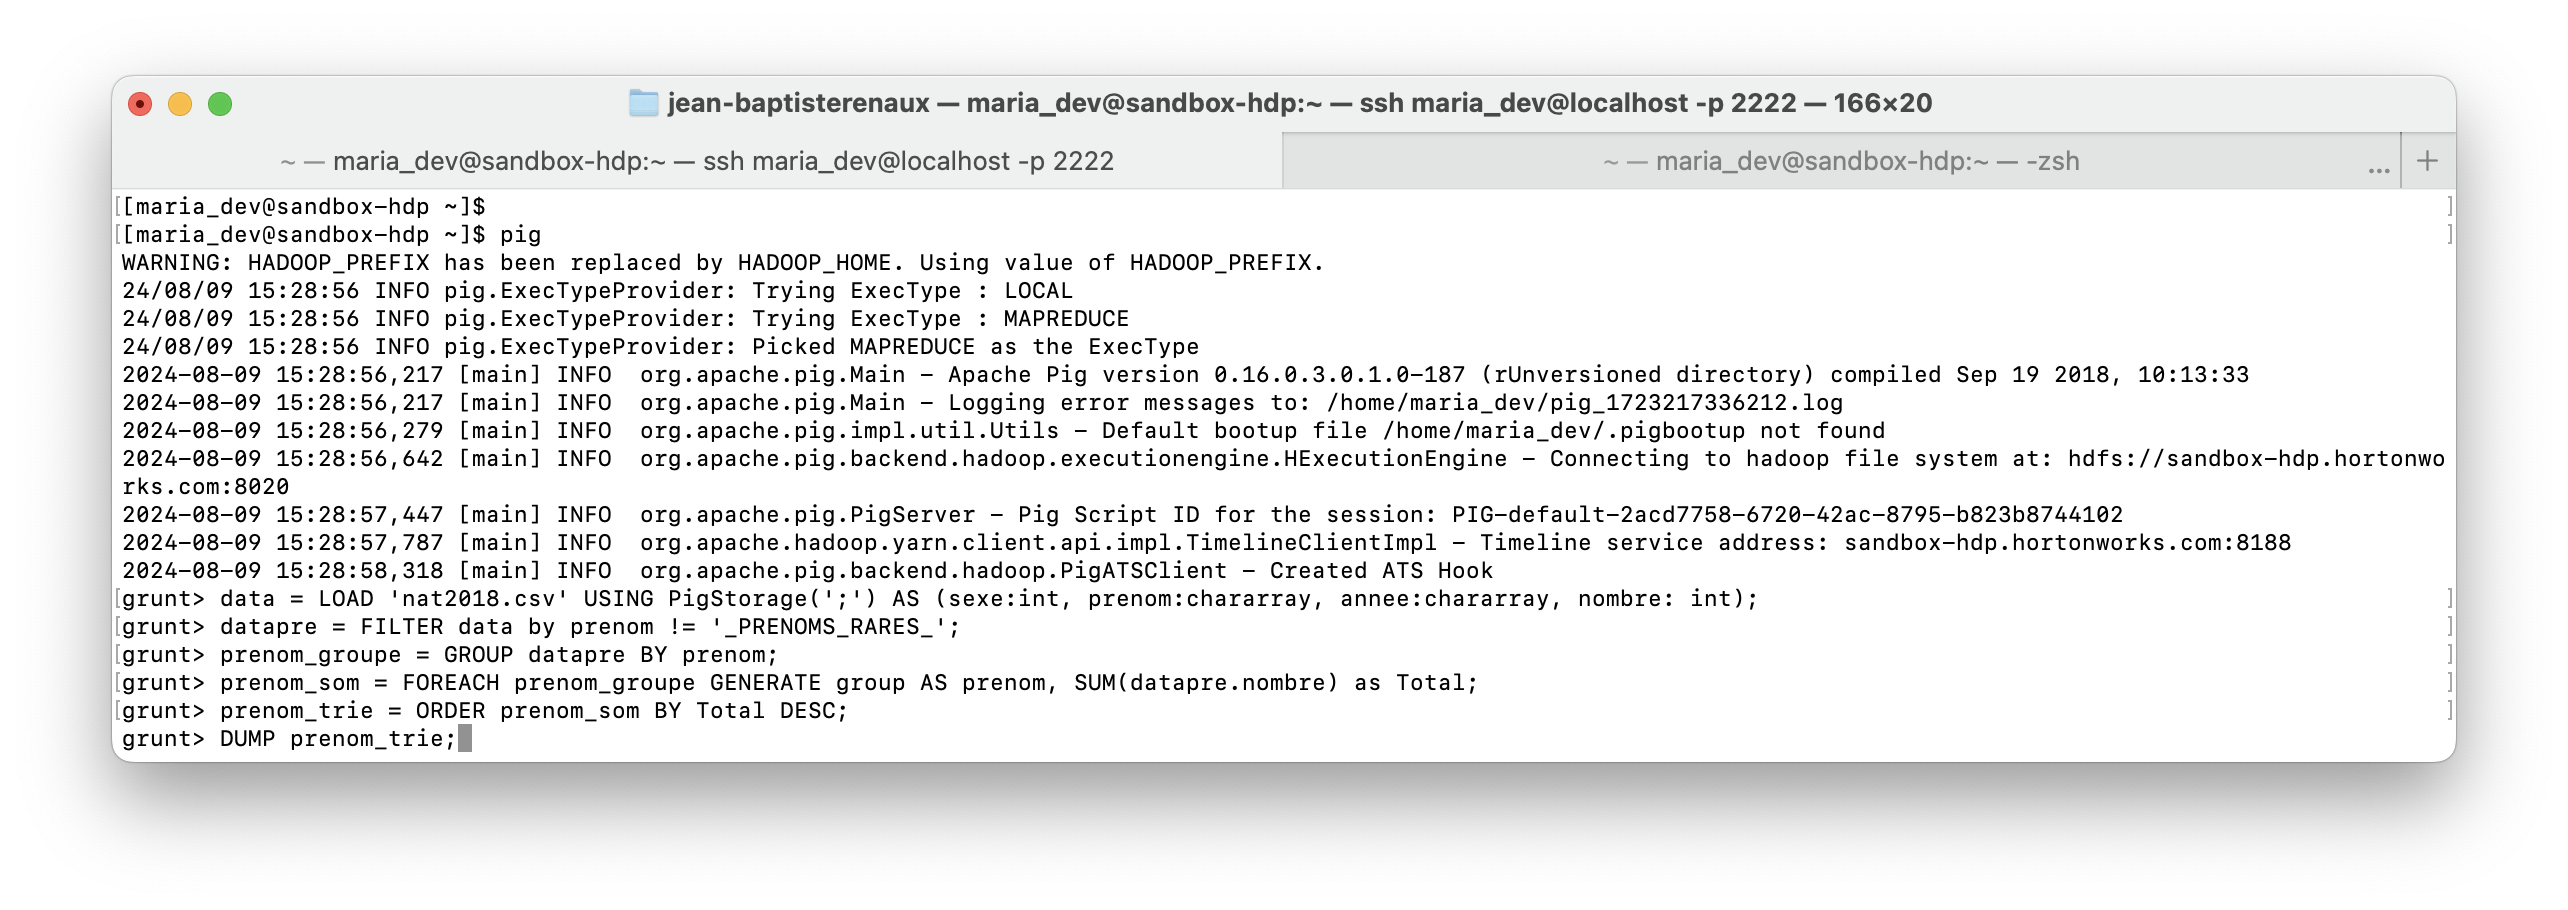 jean-baptisterenaux — maria_dev@sandbox-hdp:~ — ssh maria_dev@localhost -p 2222 — 166×20
~ — maria_dev@sandbox-hdp:~ — ssh maria_dev@localhost -p 2222
~ — maria_dev@sandbox-hdp:~ — -zsh ... +
[[maria_dev@sandbox-hdp ~]$ ]
[[maria_dev@sandbox-hdp ~]$ pig ]
WARNING: HADOOP_PREFIX has been replaced by HADOOP_HOME. Using value of HADOOP_PREFIX.
24/08/09 15:28:56 INFO pig.ExecTypeProvider: Trying ExecType : LOCAL
24/08/09 15:28:56 INFO pig.ExecTypeProvider: Trying ExecType : MAPREDUCE
24/08/09 15:28:56 INFO pig.ExecTypeProvider: Picked MAPREDUCE as the ExecType
2024-08-09 15:28:56,217 [main] INFO  org.apache.pig.Main - Apache Pig version 0.16.0.3.0.1.0-187 (rUnversioned directory) compiled Sep 19 2018, 10:13:33
2024-08-09 15:28:56,217 [main] INFO  org.apache.pig.Main - Logging error messages to: /home/maria_dev/pig_1723217336212.log
2024-08-09 15:28:56,279 [main] INFO  org.apache.pig.impl.util.Utils - Default bootup file /home/maria_dev/.pigbootup not found
2024-08-09 15:28:56,642 [main] INFO  org.apache.pig.backend.hadoop.executionengine.HExecutionEngine - Connecting to hadoop file system at: hdfs://sandbox-hdp.hortonwo
rks.com:8020
2024-08-09 15:28:57,447 [main] INFO  org.apache.pig.PigServer - Pig Script ID for the session: PIG-default-2acd7758-6720-42ac-8795-b823b8744102
2024-08-09 15:28:57,787 [main] INFO  org.apache.hadoop.yarn.client.api.impl.TimelineClientImpl - Timeline service address: sandbox-hdp.hortonworks.com:8188
2024-08-09 15:28:58,318 [main] INFO  org.apache.pig.backend.hadoop.PigATSClient - Created ATS Hook
[grunt> data = LOAD 'nat2018.csv' USING PigStorage(';') AS (sexe:int, prenom:chararray, annee:chararray, nombre: int); ]
[grunt> datapre = FILTER data by prenom != '_PRENOMS_RARES_'; ]
[grunt> prenom_groupe = GROUP datapre BY prenom; ]
[grunt> prenom_som = FOREACH prenom_groupe GENERATE group AS prenom, SUM(datapre.nombre) as Total; ]
[grunt> prenom_trie = ORDER prenom_som BY Total DESC; ]
grunt> DUMP prenom_trie;